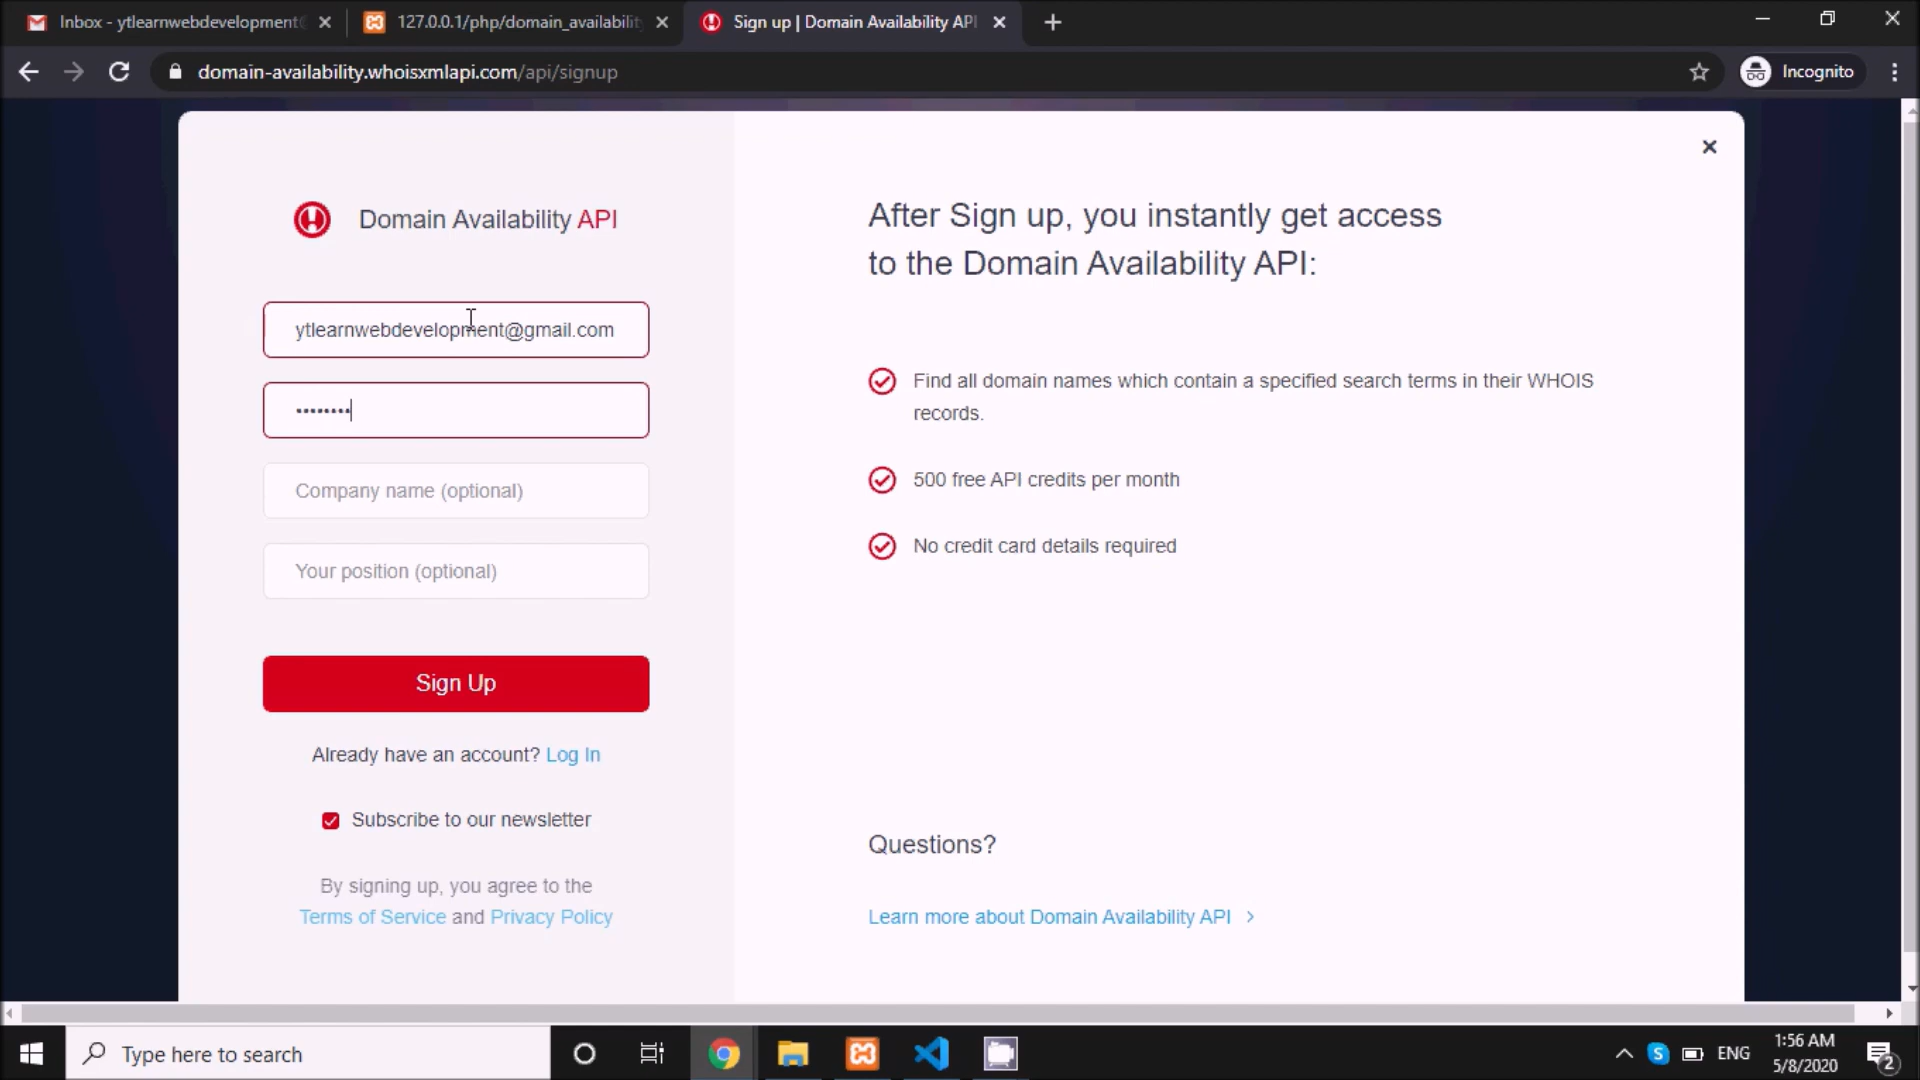 Inbox - ytlearnwebdevelopment
127.0.0.1/php/domain_availabilit
Sign up | Domain Availability API
domain-availability.whoisxmlapi.com/api/signup
Incognito
Domain Availability API
ytlearnwebdevelopment@gmail.com
••••••••
Company name (optional)
Your position (optional)
Sign Up
Already have an account? Log In
Subscribe to our newsletter
By signing up, you agree to the
Terms of Service and Privacy Policy
After Sign up, you instantly get access
to the Domain Availability API:
Find all domain names which contain a specified search terms in their WHOIS
records.
500 free API credits per month
No credit card details required
Questions?
Learn more about Domain Availability API
Type here to search
ENG
1:56 AM
5/8/2020
2